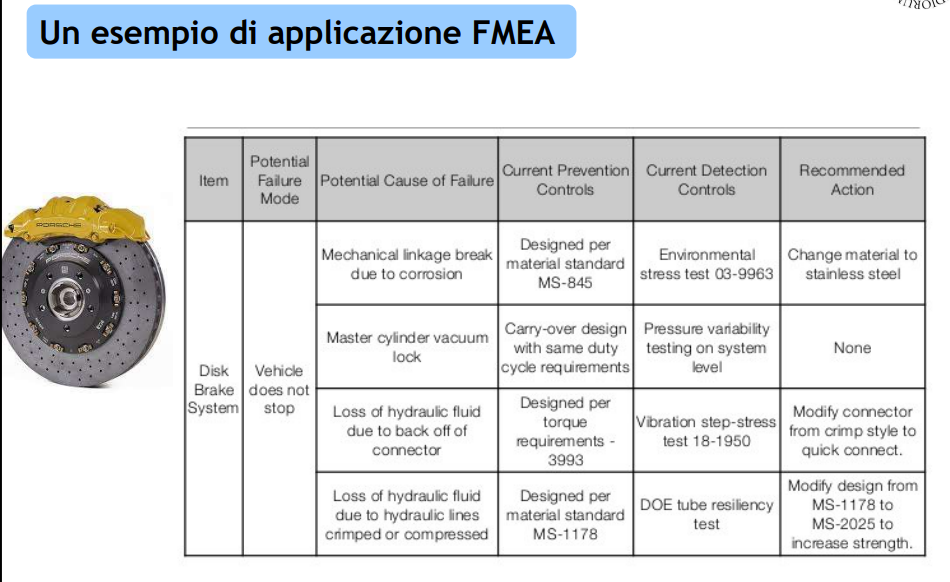 Un esempio di applicazione FMEA
PORSCHE
Item
Potential
Failure
Mode
Potential Cause of Failure
Current Prevention
Controls
Current Detection
Controls
Recommended
Action
Disk
Brake
System
Vehicle
does not
stop
Mechanical linkage break
due to corrosion
Designed per
material standard
MS-845
Environmental
stress test 03-9963
Change material to
stainless steel
Master cylinder vacuum
lock
Carry-over design
with same duty
cycle requirements
Pressure variability
testing on system
level
None
Loss of hydraulic fluid
due to back off of
connector
Designed per
torque
requirements -
3993
Vibration step-stress
test 18-1950
Modify connector
from crimp style to
quick connect.
Loss of hydraulic fluid
due to hydraulic lines
crimped or compressed
Designed per
material standard
MS-1178
DOE tube resiliency
test
Modify design from
MS-1178 to
MS-2025 to
increase strength.